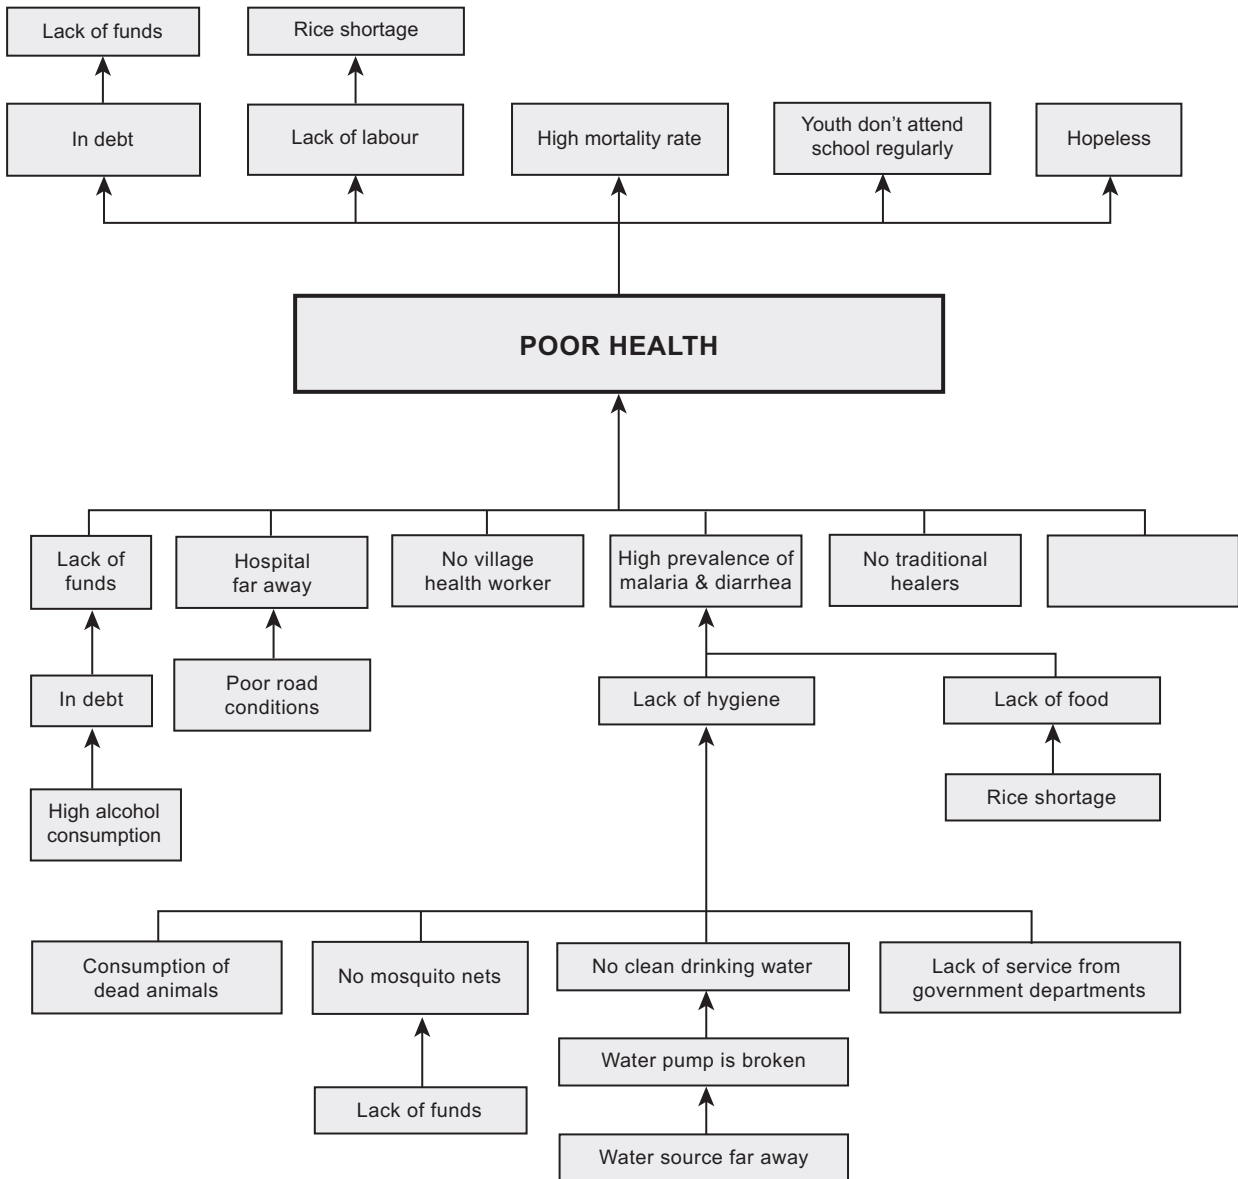 Lack of funds
Rice shortage
In debt
Lack of labour
High mortality rate
Youth don't attend
school regularly
Hopeless
POOR HEALTH
Lack of
funds
Hospital
far away
No village
health worker
High prevalence of
malaria & diarrhea
No traditional
healers
In debt
Poor road
conditions
Lack of hygiene
Lack of food
High alcohol
consumption
Rice shortage
Consumption of
dead animals
No mosquito nets
No clean drinking water
Lack of service from
government departments
Water pump is broken
Lack of funds
Water source far away